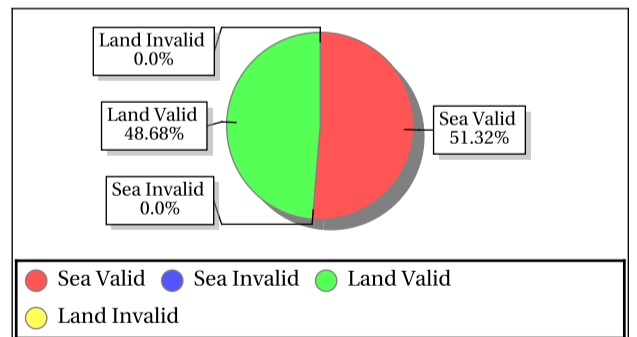 Land Invalid
0.0%
Land Valid
48.68%
Sea Valid
51.32%
Sea Invalid
0.0%
Sea Valid Sea Invalid Land Valid
Land Invalid